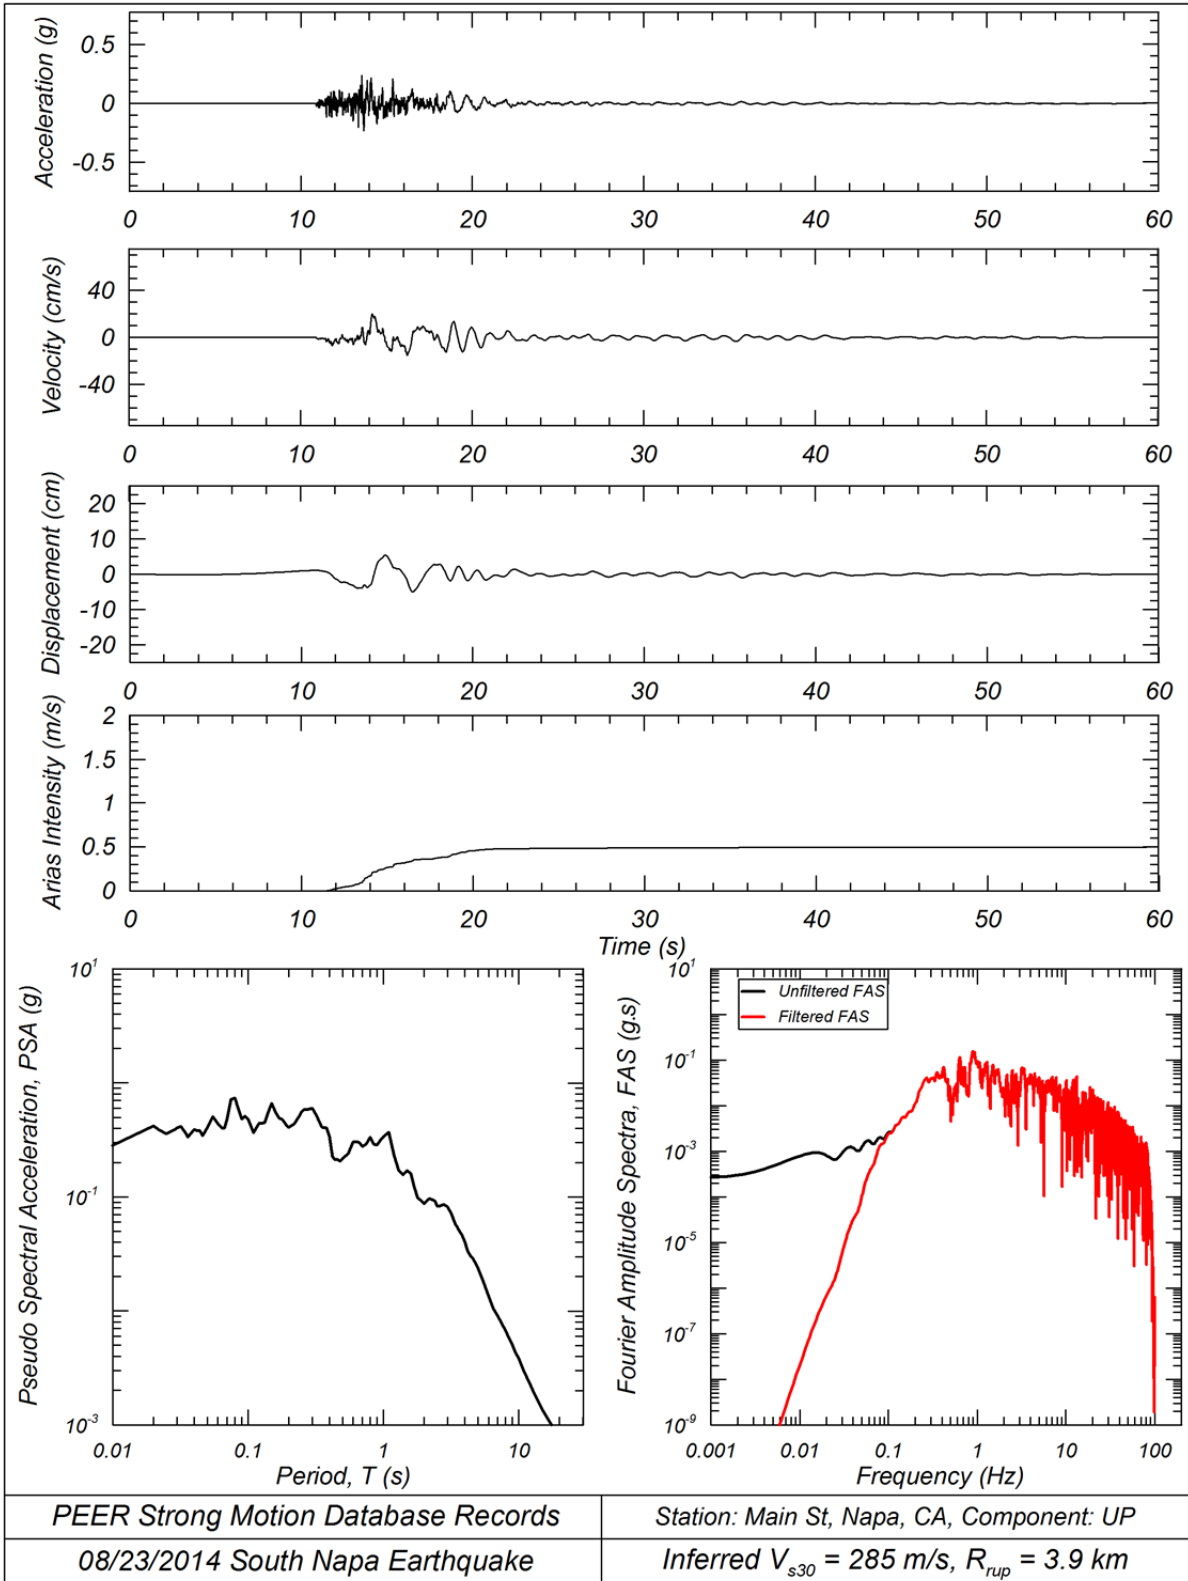 Acceleration (g)
0.5
0
-0.5
0 10 20 30 40 50 60
Velocity (cm/s)
40
0
-40
0 10 20 30 40 50 60
Displacement (cm)
20
10
0
-10
-20
0 10 20 30 40 50 60
Arias Intensity (m/s)
2
1.5
1
0.5
0
0 10 20 30 40 50 60
Time (s)
Pseudo Spectral Acceleration, PSA (g)
10^1
10^-1
10^-3
0.01 0.1 1 10
Period, T (s)
Fourier Amplitude Spectra, FAS (g.s)
10^1
10^-1
10^-3
10^-5
10^-7
10^-9
Unfiltered FAS
Filtered FAS
0.001 0.01 0.1 1 10 100
Frequency (Hz)
PEER Strong Motion Database Records
Station: Main St, Napa, CA, Component: UP
08/23/2014 South Napa Earthquake
Inferred V_s30 = 285 m/s, R_rup = 3.9 km